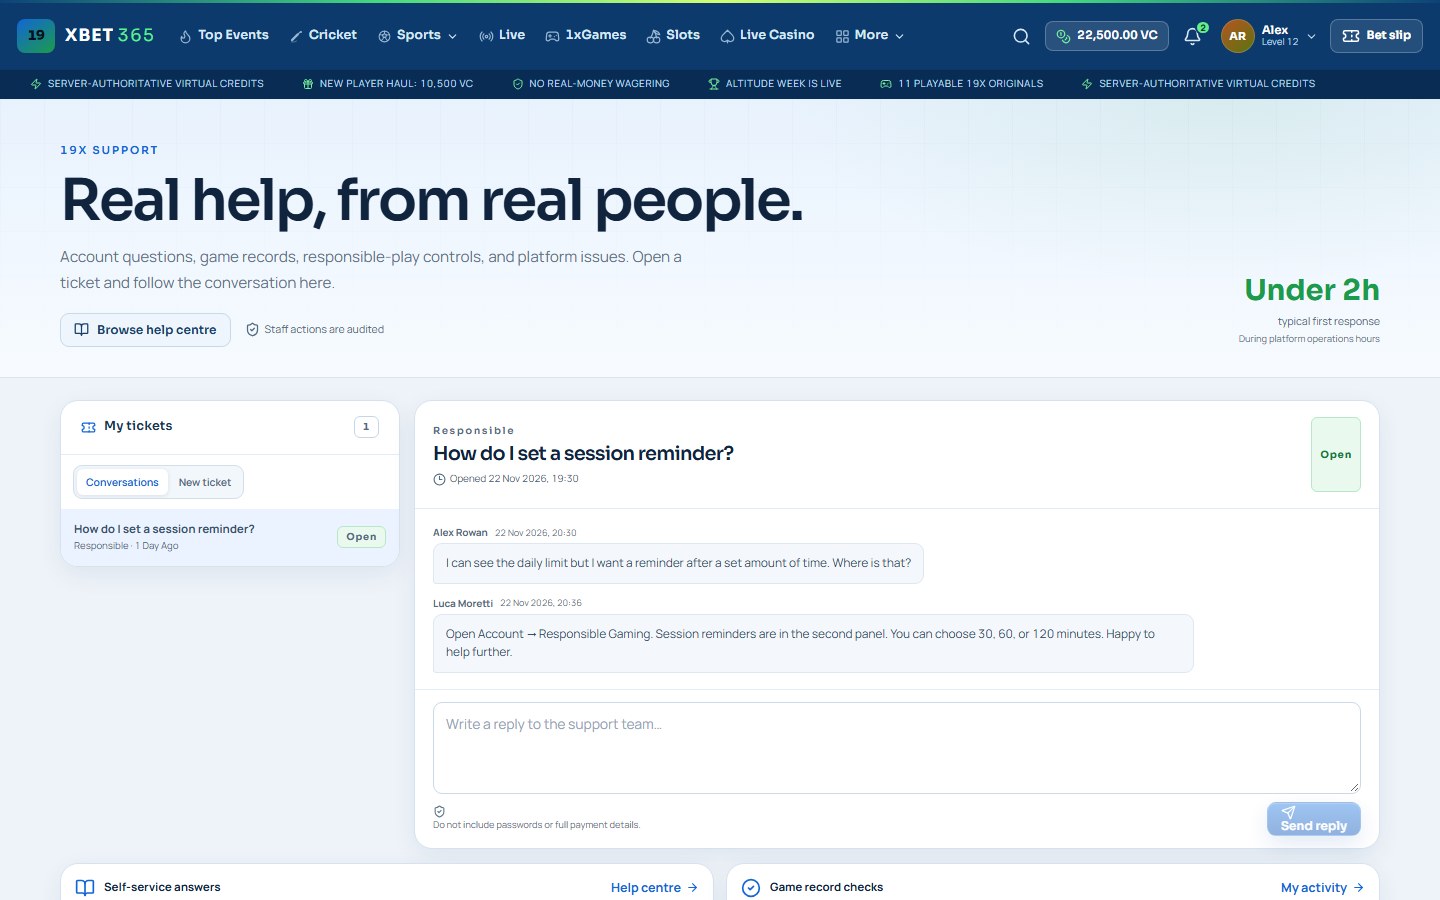 19 XBET 365 Top Events Cricket Sports Live 1xGames Slots Live Casino More 22,500.00 VC 2 AR Alex Level 12 Bet slip
SERVER-AUTHORITATIVE VIRTUAL CREDITS NEW PLAYER HAUL: 10,500 VC NO REAL-MONEY WAGERING ALTITUDE WEEK IS LIVE 11 PLAYABLE 19X ORIGINALS SERVER-AUTHORITATIVE VIRTUAL CREDITS
19X SUPPORT
Real help, from real people.
Account questions, game records, responsible-play controls, and platform issues. Open a
ticket and follow the conversation here.
Browse help centre Staff actions are audited
Under 2h
typical first response
During platform operations hours
My tickets 1
Conversations New ticket
How do I set a session reminder?
Responsible · 1 Day Ago
Open
Responsible
How do I set a session reminder?
Opened 22 Nov 2026, 19:30
Open
Alex Rowan 22 Nov 2026, 20:30
I can see the daily limit but I want a reminder after a set amount of time. Where is that?
Luca Moretti 22 Nov 2026, 20:36
Open Account → Responsible Gaming. Session reminders are in the second panel. You can choose 30, 60, or 120 minutes. Happy to
help further.
Write a reply to the support team...
Do not include passwords or full payment details.
Send reply
Self-service answers Help centre →
Game record checks My activity →